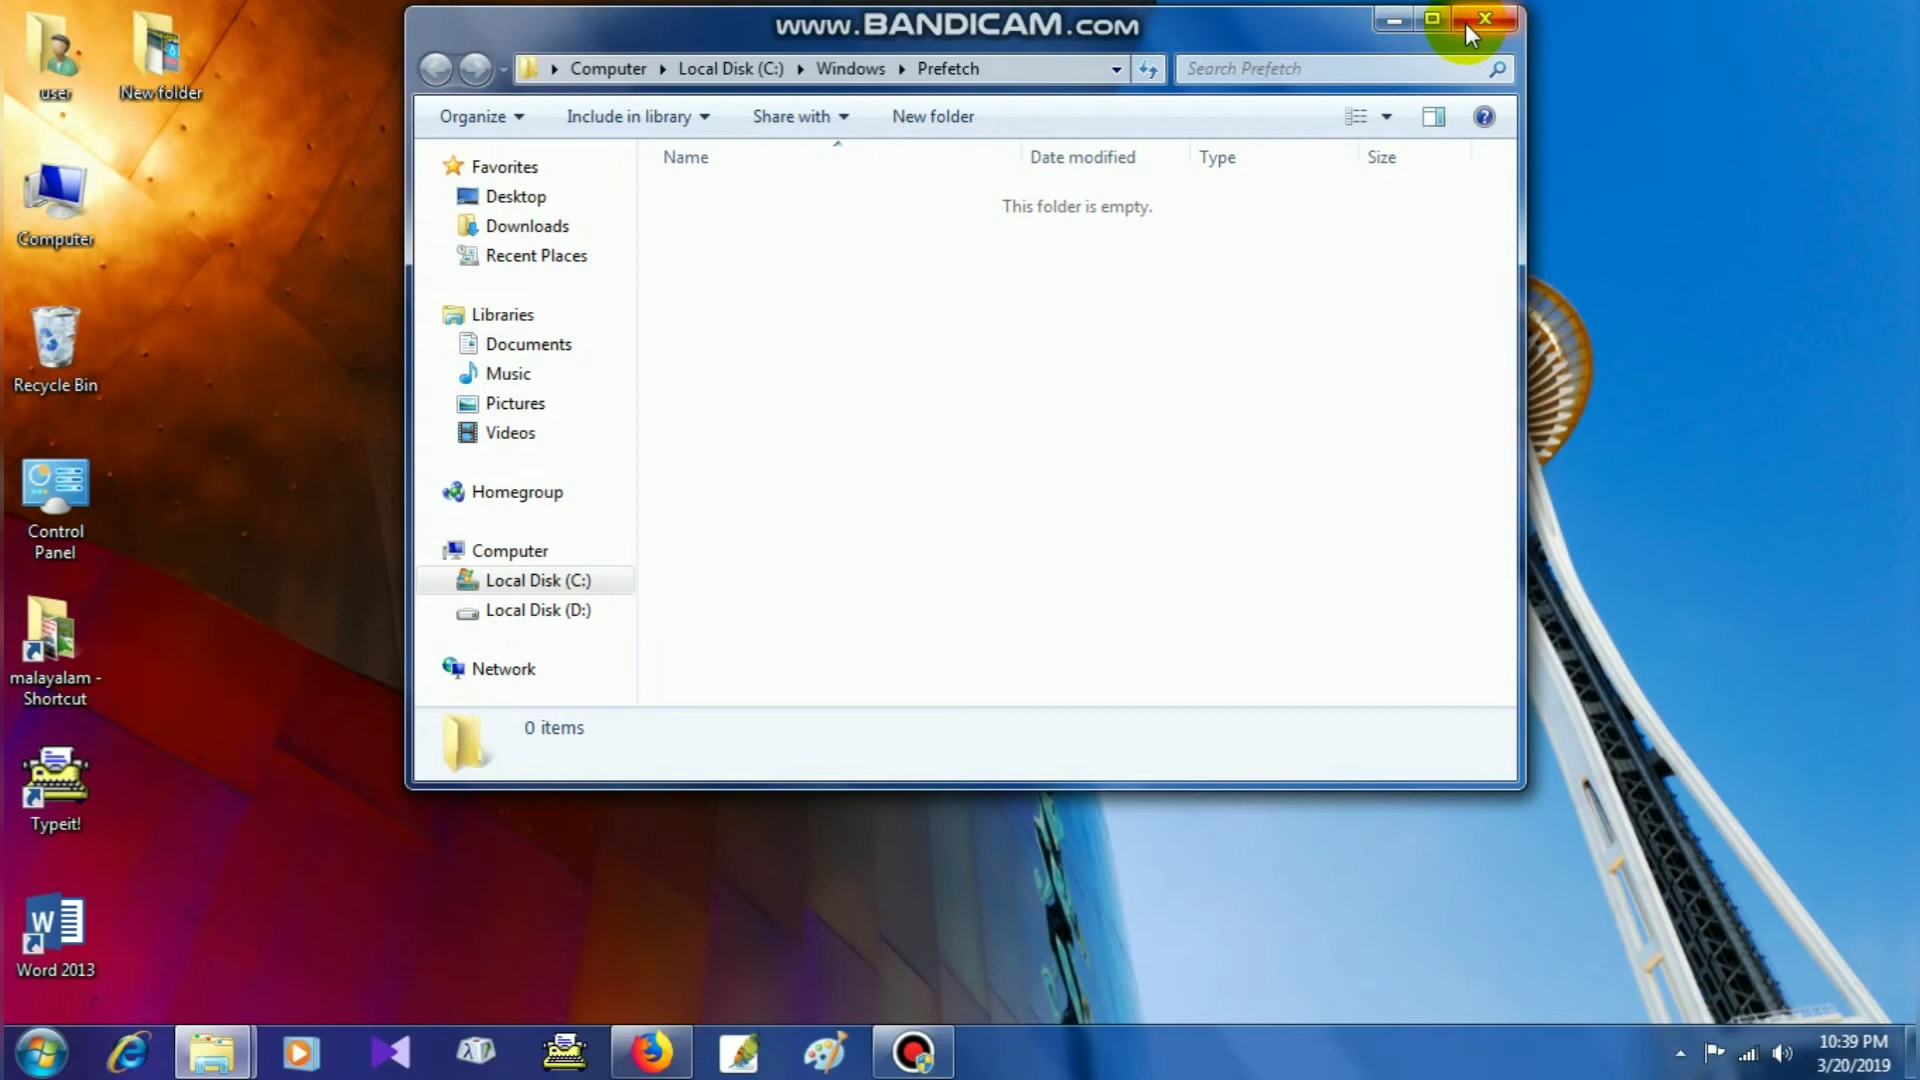 www.BANDICAM.com
Computer
Local Disk (C:)
Windows
Prefetch
Search Prefetch
Organize
Include in library
Share with
New folder
Name
Date modified
Type
Size
This folder is empty.
Favorites
Desktop
Downloads
Recent Places
Libraries
Documents
Music
Pictures
Videos
Homegroup
Computer
Local Disk (C:)
Local Disk (D:)
Network
0 items
user
New folder
Computer
Recycle Bin
Control
Panel
malayalam -
Shortcut
Typeit!
Word 2013
10:39 PM
3/20/2019